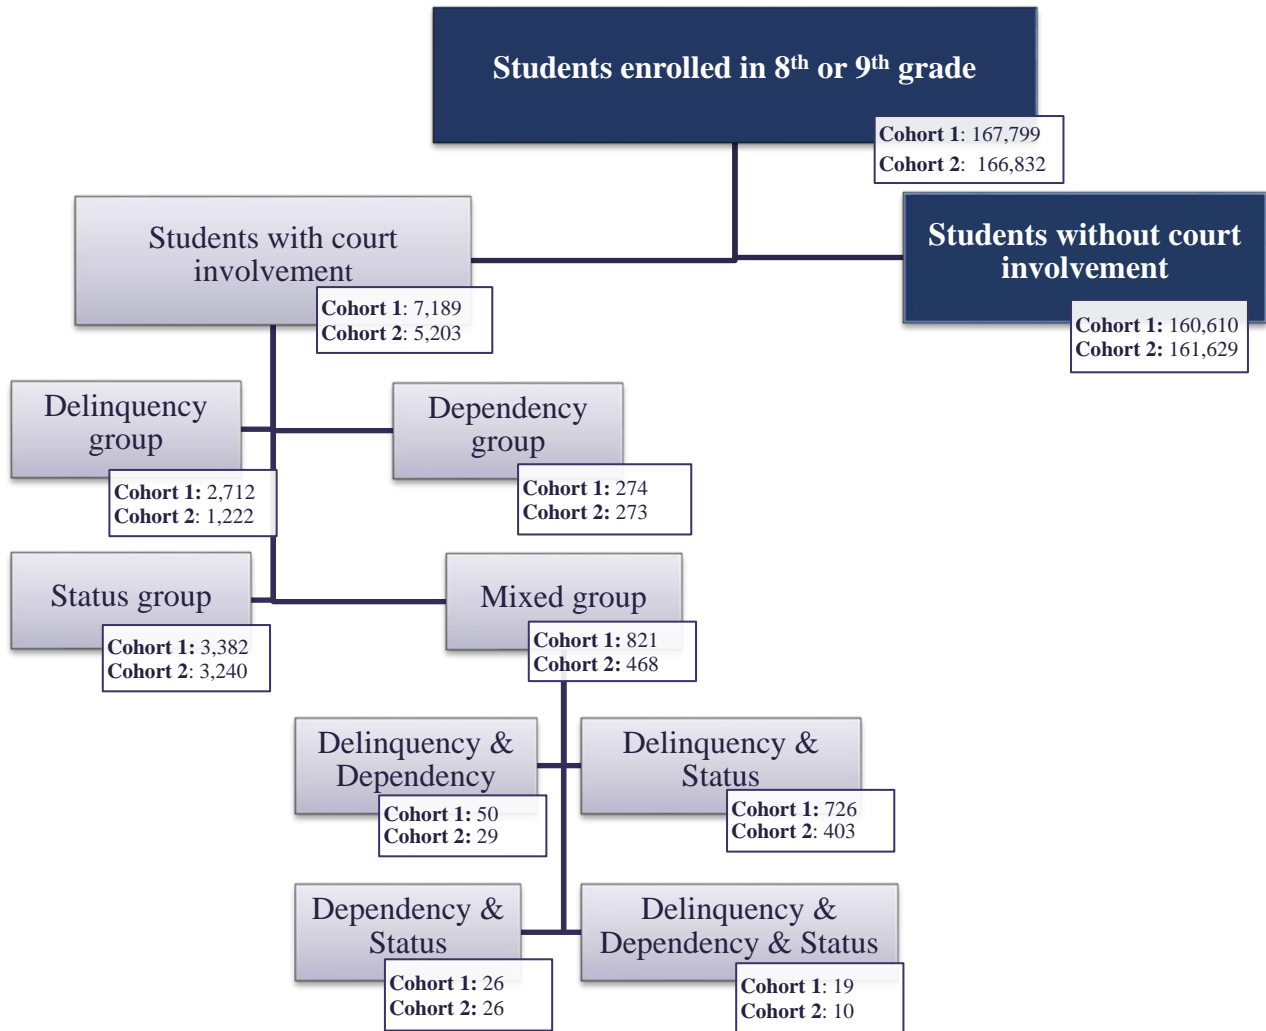 Students enrolled in 8th or 9th grade
Cohort 1: 167,799
Cohort 2: 166,832
Students with court
involvement
Cohort 1: 7,189
Cohort 2: 5,203
Students without court
involvement
Cohort 1: 160,610
Cohort 2: 161,629
Delinquency
group
Cohort 1: 2,712
Cohort 2: 1,222
Dependency
group
Cohort 1: 274
Cohort 2: 273
Status group
Cohort 1: 3,382
Cohort 2: 3,240
Mixed group
Cohort 1: 821
Cohort 2: 468
Delinquency &
Dependency
Cohort 1: 50
Cohort 2: 29
Delinquency &
Status
Cohort 1: 726
Cohort 2: 403
Dependency &
Status
Cohort 1: 26
Cohort 2: 26
Delinquency &
Dependency & Status
Cohort 1: 19
Cohort 2: 10